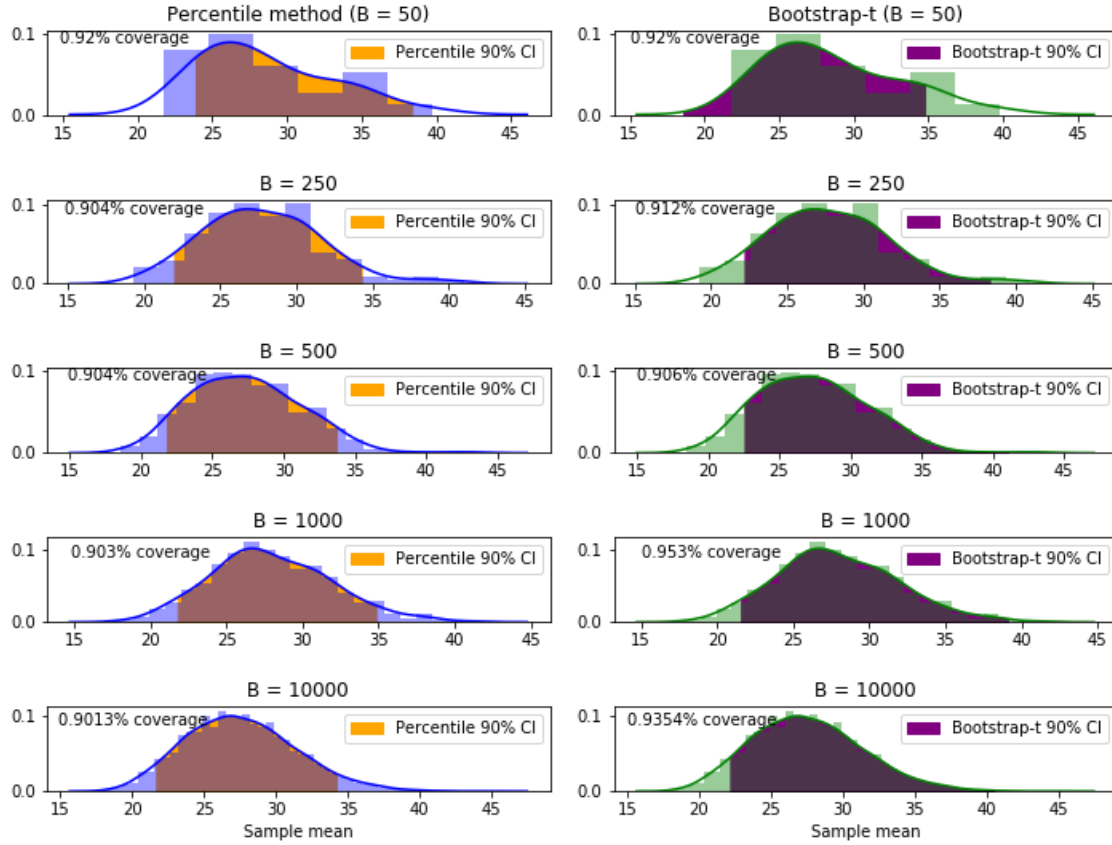 Percentile method (B = 50)
0.1
0.0
0.92% coverage
Percentile 90% CI
15 20 25 30 35 40 45
Bootstrap-t (B = 50)
0.1
0.0
0.92% coverage
Bootstrap-t 90% CI
15 20 25 30 35 40 45
B = 250
0.1
0.0
0.904% coverage
Percentile 90% CI
15 20 25 30 35 40 45
B = 250
0.1
0.0
0.912% coverage
Bootstrap-t 90% CI
15 20 25 30 35 40 45
B = 500
0.1
0.0
0.904% coverage
Percentile 90% CI
15 20 25 30 35 40 45
B = 500
0.1
0.0
0.906% coverage
Bootstrap-t 90% CI
15 20 25 30 35 40 45
B = 1000
0.1
0.0
0.903% coverage
Percentile 90% CI
15 20 25 30 35 40 45
B = 1000
0.1
0.0
0.953% coverage
Bootstrap-t 90% CI
15 20 25 30 35 40 45
B = 10000
0.1
0.0
0.9013% coverage
Percentile 90% CI
15 20 25 30 35 40 45
Sample mean
B = 10000
0.1
0.0
0.9354% coverage
Bootstrap-t 90% CI
15 20 25 30 35 40 45
Sample mean